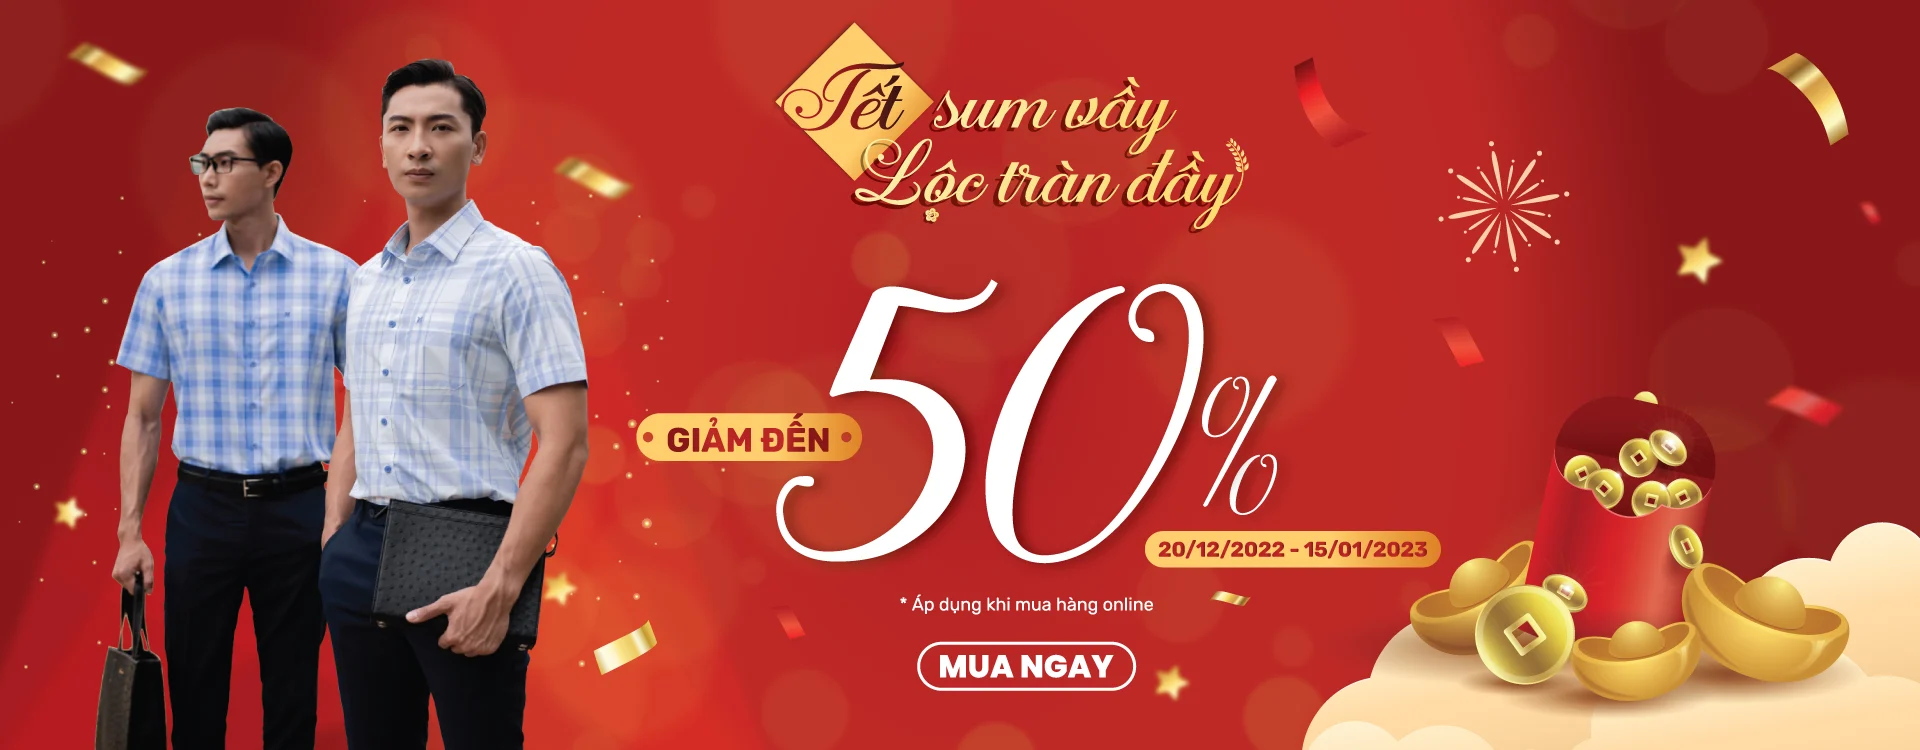 Tết sum vầy
Lộc tràn đầy
GIẢM ĐẾN
50%
20/12/2022 - 15/01/2023
* Áp dụng khi mua hàng online
MUA NGAY